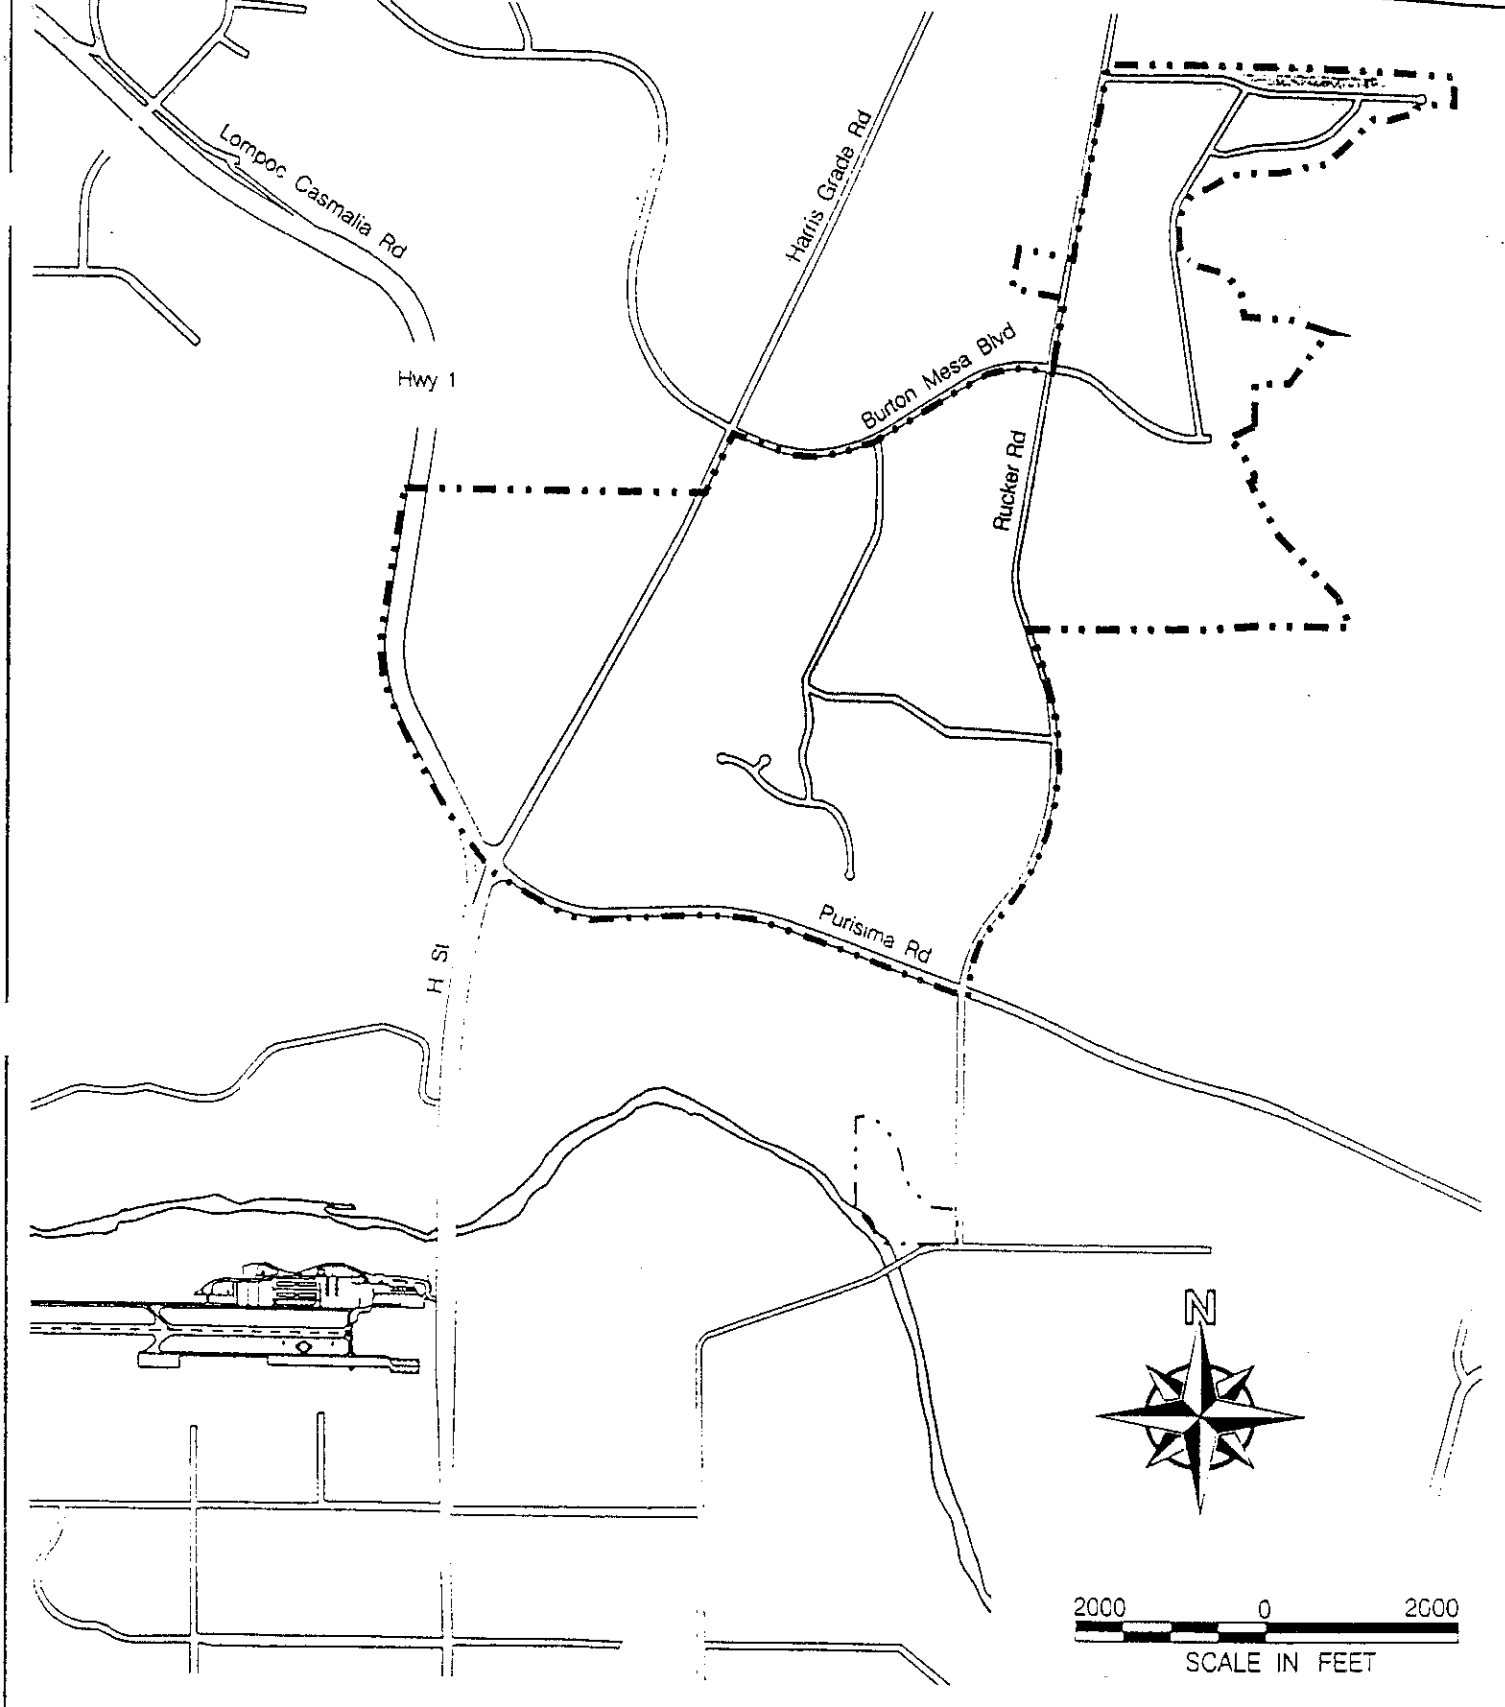 Lompoc Casmalia Rd
Harris Grade Rd
Hwy 1
Burton Mesa Blvd
Rucker Rd
Purisima Rd
H St
N
2000 0 2000
SCALE IN FEET